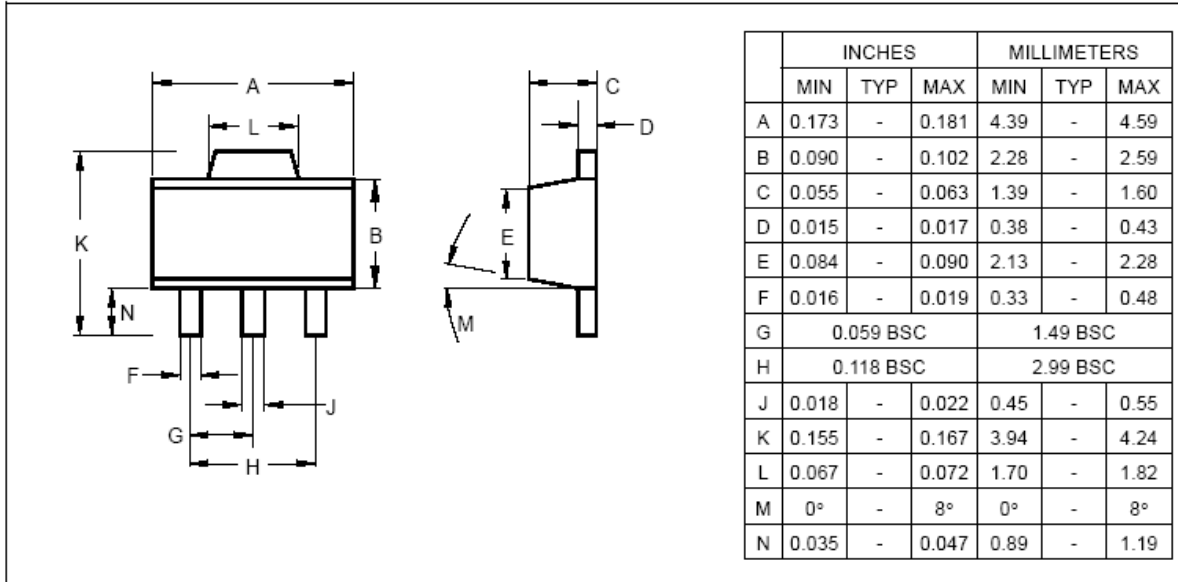 A
L
K
B
N
F
J
G
H
C
D
E
M
INCHES MILLIMETERS
MIN TYP MAX MIN TYP MAX
A 0.173 - 0.181 4.39 - 4.59
B 0.090 - 0.102 2.28 - 2.59
C 0.055 - 0.063 1.39 - 1.60
D 0.015 - 0.017 0.38 - 0.43
E 0.084 - 0.090 2.13 - 2.28
F 0.016 - 0.019 0.33 - 0.48
G 0.059 BSC 1.49 BSC
H 0.118 BSC 2.99 BSC
J 0.018 - 0.022 0.45 - 0.55
K 0.155 - 0.167 3.94 - 4.24
L 0.067 - 0.072 1.70 - 1.82
M 0° - 8° 0° - 8°
N 0.035 - 0.047 0.89 - 1.19